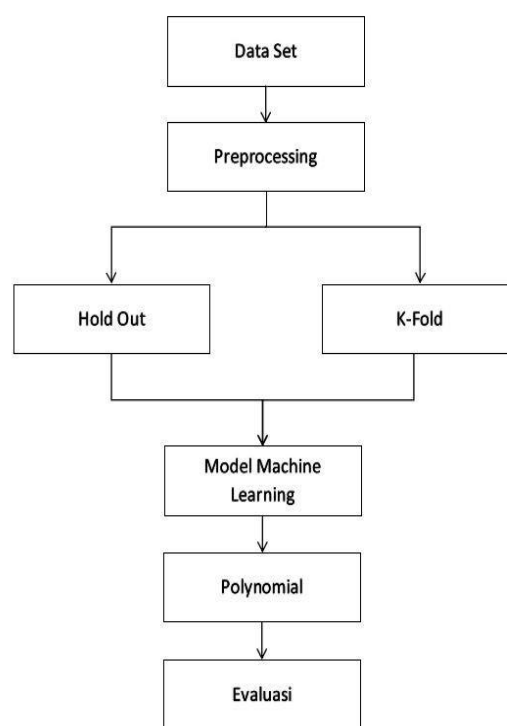 Data Set
Preprocessing
Hold Out
K-Fold
Model Machine
Learning
Polynomial
Evaluasi